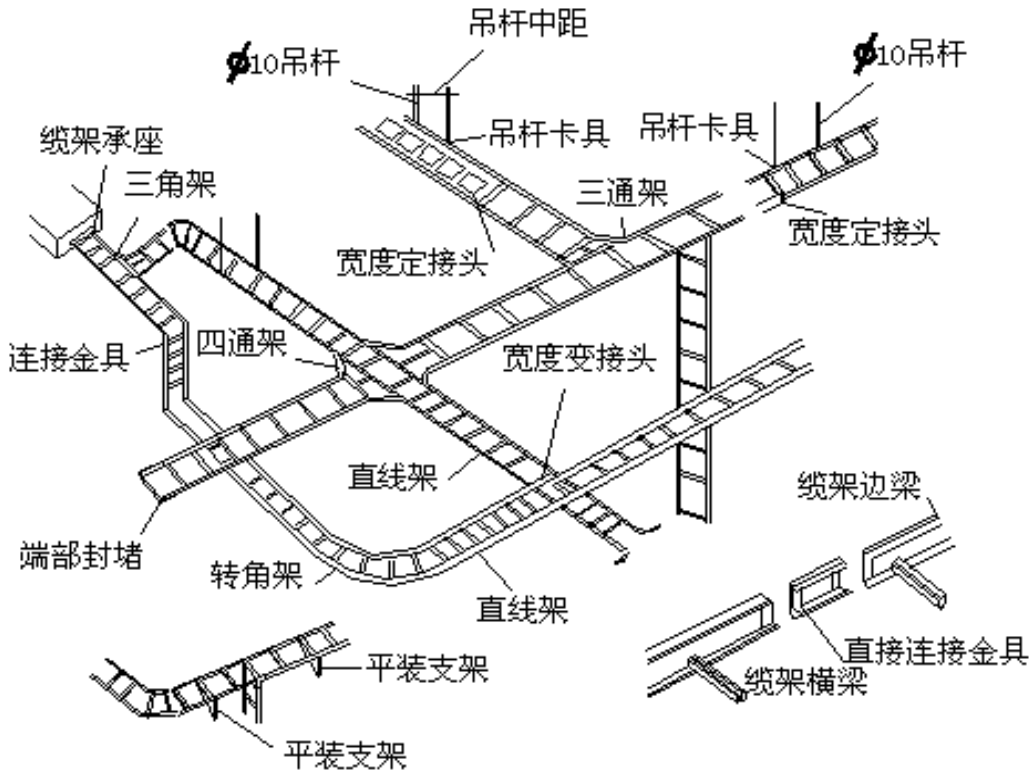 吊杆中距
ϕ10吊杆
ϕ10吊杆
缆架承座
吊杆卡具
吊杆卡具
三角架
三通架
宽度定接头
宽度定接头
连接金具
四通架
宽度变接头
直线架
缆架边梁
端部封堵
转角架
直线架
直接连接金具
平装支架
缆架横梁
平装支架